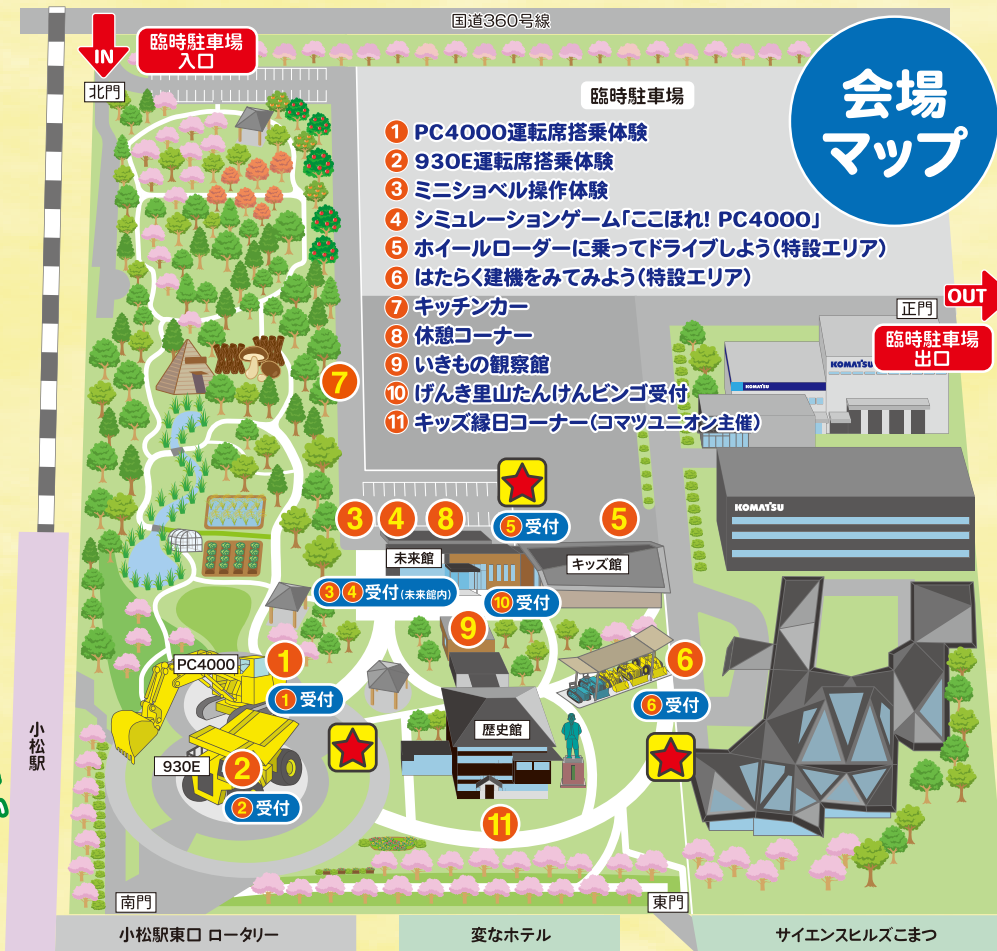 国道360号線
IN
臨時駐車場
入口
北門
会場
マップ
臨時駐車場
1 PC4000運転席搭乗体験
2 930E運転席搭乗体験
3 ミニショベル操作体験
4 シミュレーションゲーム「ここほれ! PC4000」
5 ホイールローダーに乗ってドライブしよう(特設エリア)
6 はたらく建機をみてみよう(特設エリア)
7 キッチンカー
8 休憩コーナー
9 いきもの観察館
10 げんき里山たんけんビンゴ受付
11 キッズ縁日コーナー(コマツユニオン主催)
OUT
正門
臨時駐車場
出口
KOMATSU
KOMATSU
7
KOMATSU
3
4
8
5 受付
5
未来館
キッズ館
3 4 受付(未来館内)
10 受付
9
PC4000
1
1 受付
6
6 受付
小松駅
歴史館
930E
2
2 受付
11
南門
東門
小松駅東口 ロータリー
変なホテル
サイエンスヒルズこまつ